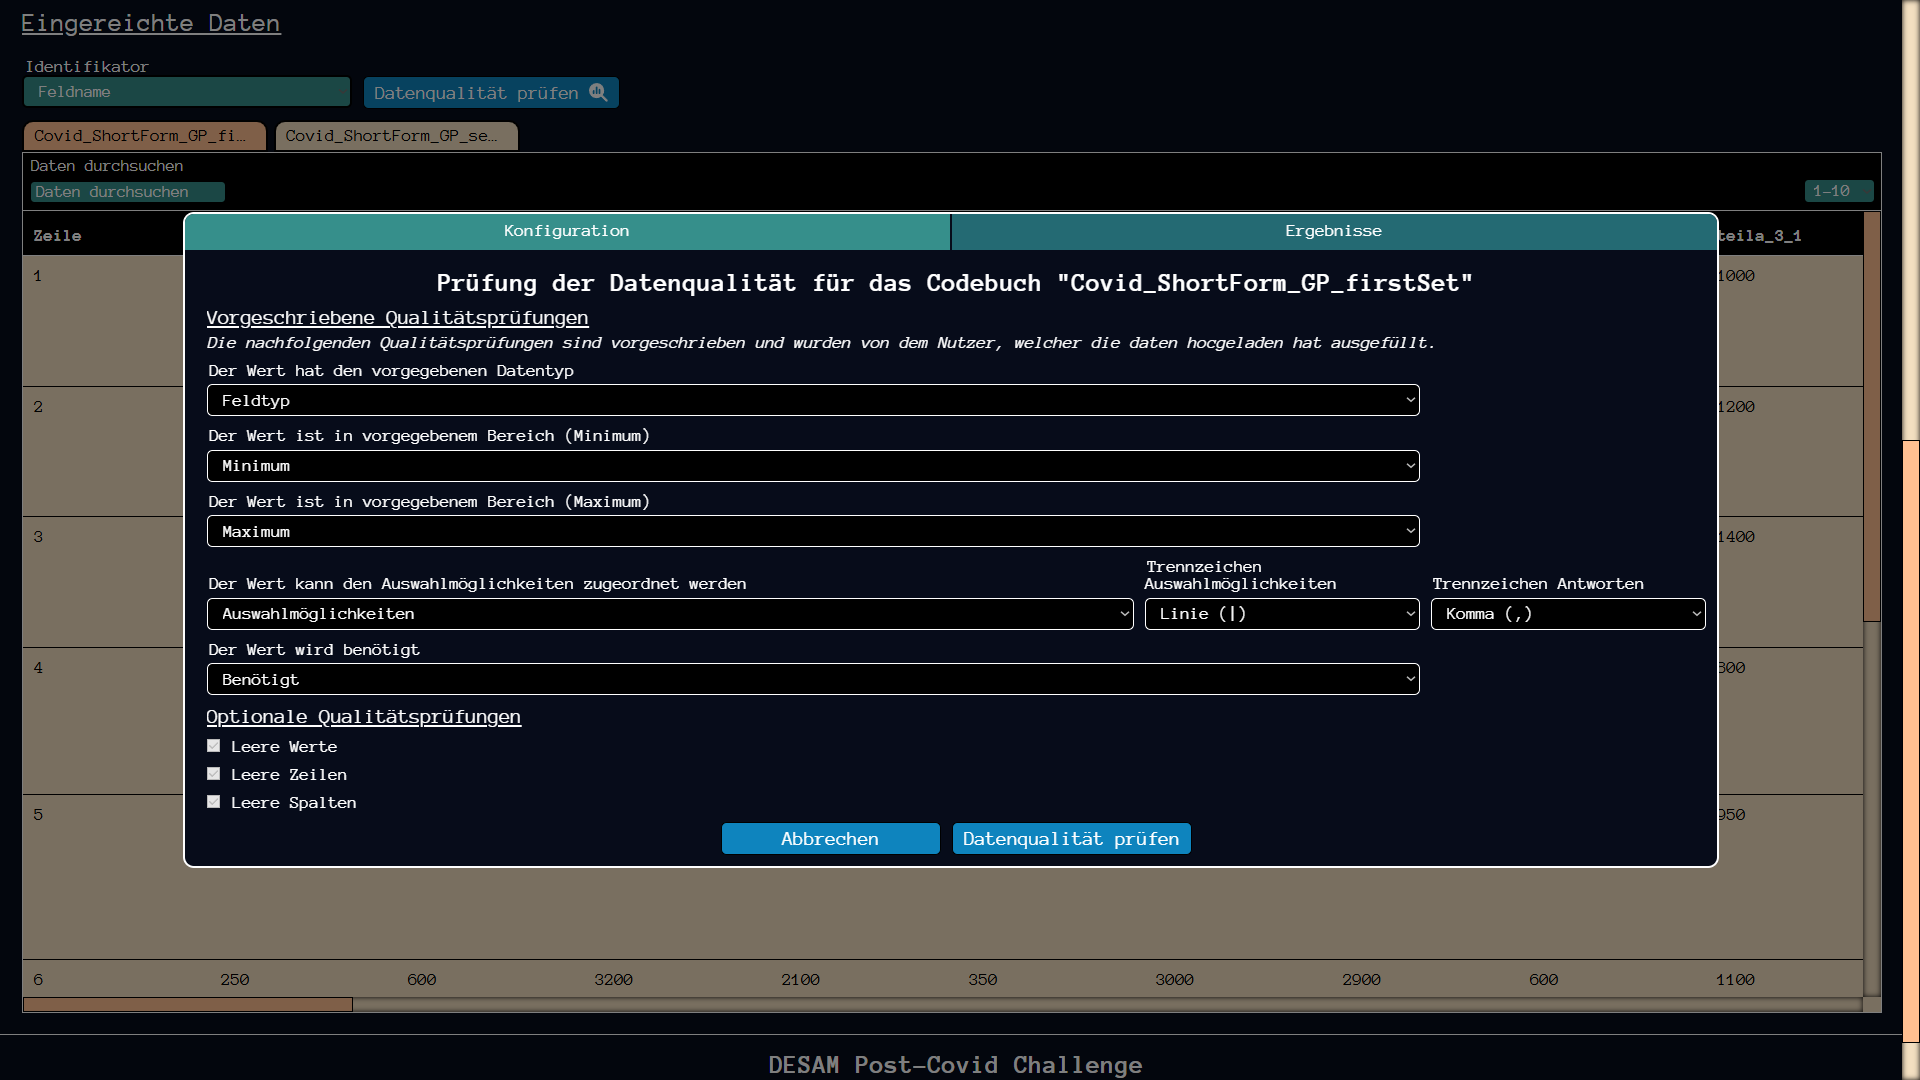 Eingereichte Daten
Identifikator
Feldname
Datenqualität prüfen
Covid_ShortForm_GP_fi…
Covid_ShortForm_GP_se…
Daten durchsuchen
Daten durchsuchen
1-10
Zeile
teila_3_1
Konfiguration
Ergebnisse
Prüfung der Datenqualität für das Codebuch "Covid_ShortForm_GP_firstSet"
Vorgeschriebene Qualitätsprüfungen
Die nachfolgenden Qualitätsprüfungen sind vorgeschrieben und wurden von dem Nutzer, welcher die daten hocgeladen hat ausgefüllt.
Der Wert hat den vorgegebenen Datentyp
Feldtyp
Der Wert ist in vorgegebenem Bereich (Minimum)
Minimum
Der Wert ist in vorgegebenem Bereich (Maximum)
Maximum
Der Wert kann den Auswahlmöglichkeiten zugeordnet werden
Auswahlmöglichkeiten
Trennzeichen
Auswahlmöglichkeiten
Linie (|)
Trennzeichen Antworten
Komma (,)
Der Wert wird benötigt
Benötigt
Optionale Qualitätsprüfungen
Leere Werte
Leere Zeilen
Leere Spalten
Abbrechen
Datenqualität prüfen
1 1000
2 1200
3 1400
4 800
5 950
6 250 600 3200 2100 350 3000 2900 600 1100
DESAM Post-Covid Challenge